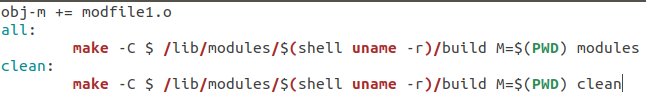 obj-m += modfile1.o
all:
        make -C $ /lib/modules/$(shell uname -r)/build M=$(PWD) modules
clean:
        make -C $ /lib/modules/$(shell uname -r)/build M=$(PWD) clean